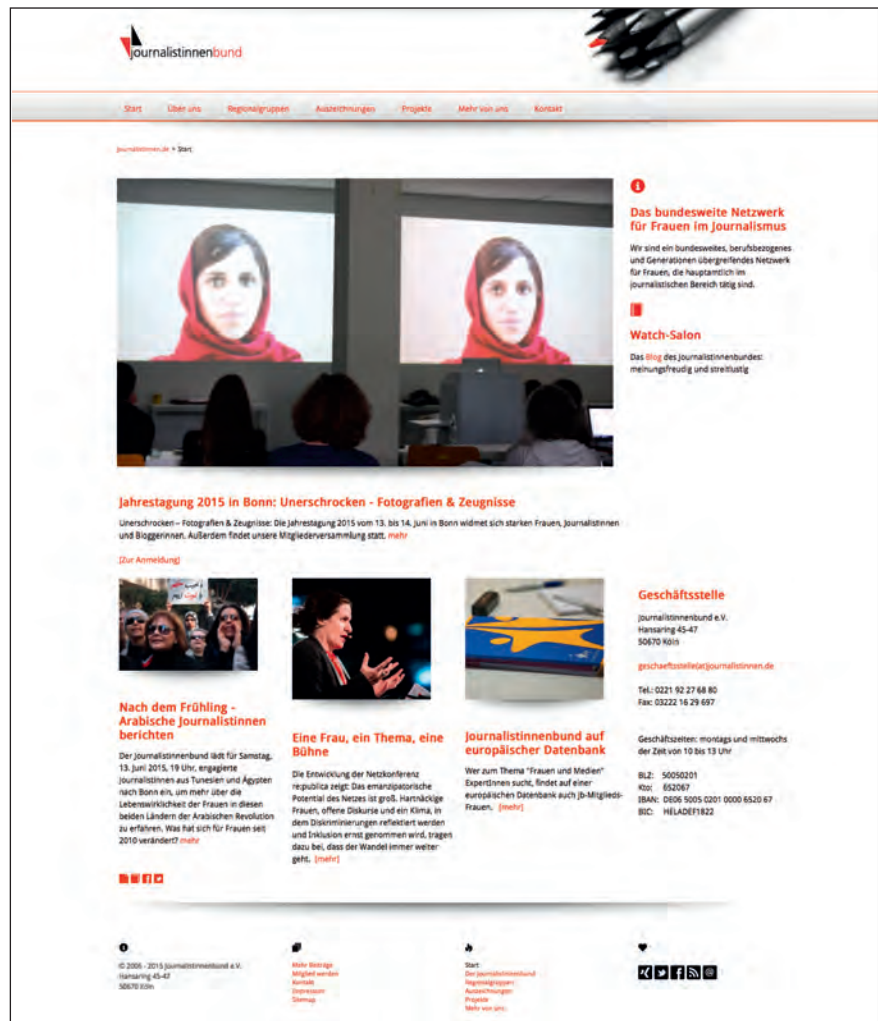 journalistinnenbund
Start Über uns Regionalgruppen Auszeichnungen Projekte Mehr von uns Kontakt
journalistinnen.de > Start
Das bundesweite Netzwerk
für Frauen im Journalismus
Wir sind ein bundesweites, berufsbezogenes
und Generationen übergreifendes Netzwerk
für Frauen, die hauptamtlich im
journalistischen Bereich tätig sind.
Watch-Salon
Das Blog des Journalistinnenbundes:
meinungsfreudig und streitlustig
Jahrestagung 2015 in Bonn: Unerschrocken - Fotografien & Zeugnisse
Unerschrocken – Fotografien & Zeugnisse: Die Jahrestagung 2015 vom 13. bis 14. Juni in Bonn widmet sich starken Frauen, Journalistinnen
und Bloggerinnen. Außerdem findet unsere Mitgliederversammlung statt. mehr
[Zur Anmeldung]
Nach dem Frühling -
Arabische Journalistinnen
berichten
Der Journalistinnenbund lädt für Samstag,
13. Juni 2015, 19 Uhr, engagierte
Journalistinnen aus Tunesien und Ägypten
nach Bonn ein, um mehr über die
Lebenswirklichkeit der Frauen in diesen
beiden Ländern der Arabischen Revolution
zu erfahren. Was hat sich für Frauen seit
2010 verändert? mehr
Eine Frau, ein Thema, eine
Bühne
Die Entwicklung der Netzkonferenz
re:publica zeigt: Das emanzipatorische
Potential des Netzes ist groß. Hartnäckige
Frauen, offene Diskurse und ein Klima, in
dem Diskriminierungen reflektiert werden
und Inklusion ernst genommen wird, tragen
dazu bei, dass der Wandel immer weiter
geht. [mehr]
Journalistinnenbund auf
europäischer Datenbank
Wer zum Thema "Frauen und Medien"
ExpertInnen sucht, findet auf einer
europäischen Datenbank auch jb-Mitglieds-
Frauen. [mehr]
Geschäftsstelle
Journalistinnenbund e.V.
Hansaring 45-47
50670 Köln
geschaeftsstelle(at)journalistinnen.de
Tel.: 0221 92 27 68 80
Fax: 03222 16 29 697
Geschäftszeiten: montags und mittwochs
der Zeit von 10 bis 13 Uhr
BLZ: 50050201
Kto: 652067
IBAN: DE06 5005 0201 0000 6520 67
BIC: HELADEF1822
© 2006 - 2015 Journalistinnenbund e.V.
Hansaring 45-47
50670 Köln
Mehr Beiträge
Mitglied werden
Kontakt
Impressum
Sitemap
Start
Der Journalistinnenbund
Regionalgruppen
Auszeichnungen
Projekte
Mehr von uns